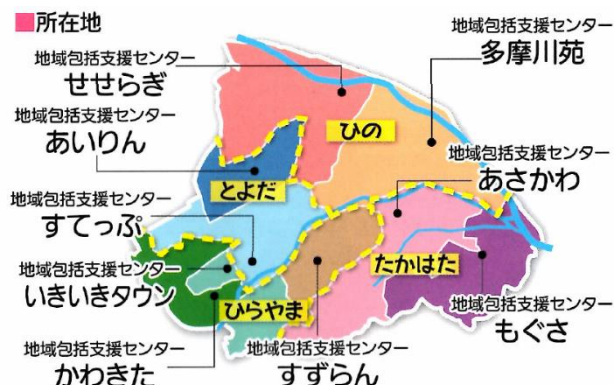 所在地
地域包括支援センター
せせらぎ
地域包括支援センター
多摩川苑
地域包括支援センター
あいりん
ひの
地域包括支援センター
あさかわ
とよだ
地域包括支援センター
すてっぷ
たかはた
地域包括支援センター
いきいきタウン
ひらやま
地域包括支援センター
もぐさ
地域包括支援センター
かわきた
地域包括支援センター
すずらん